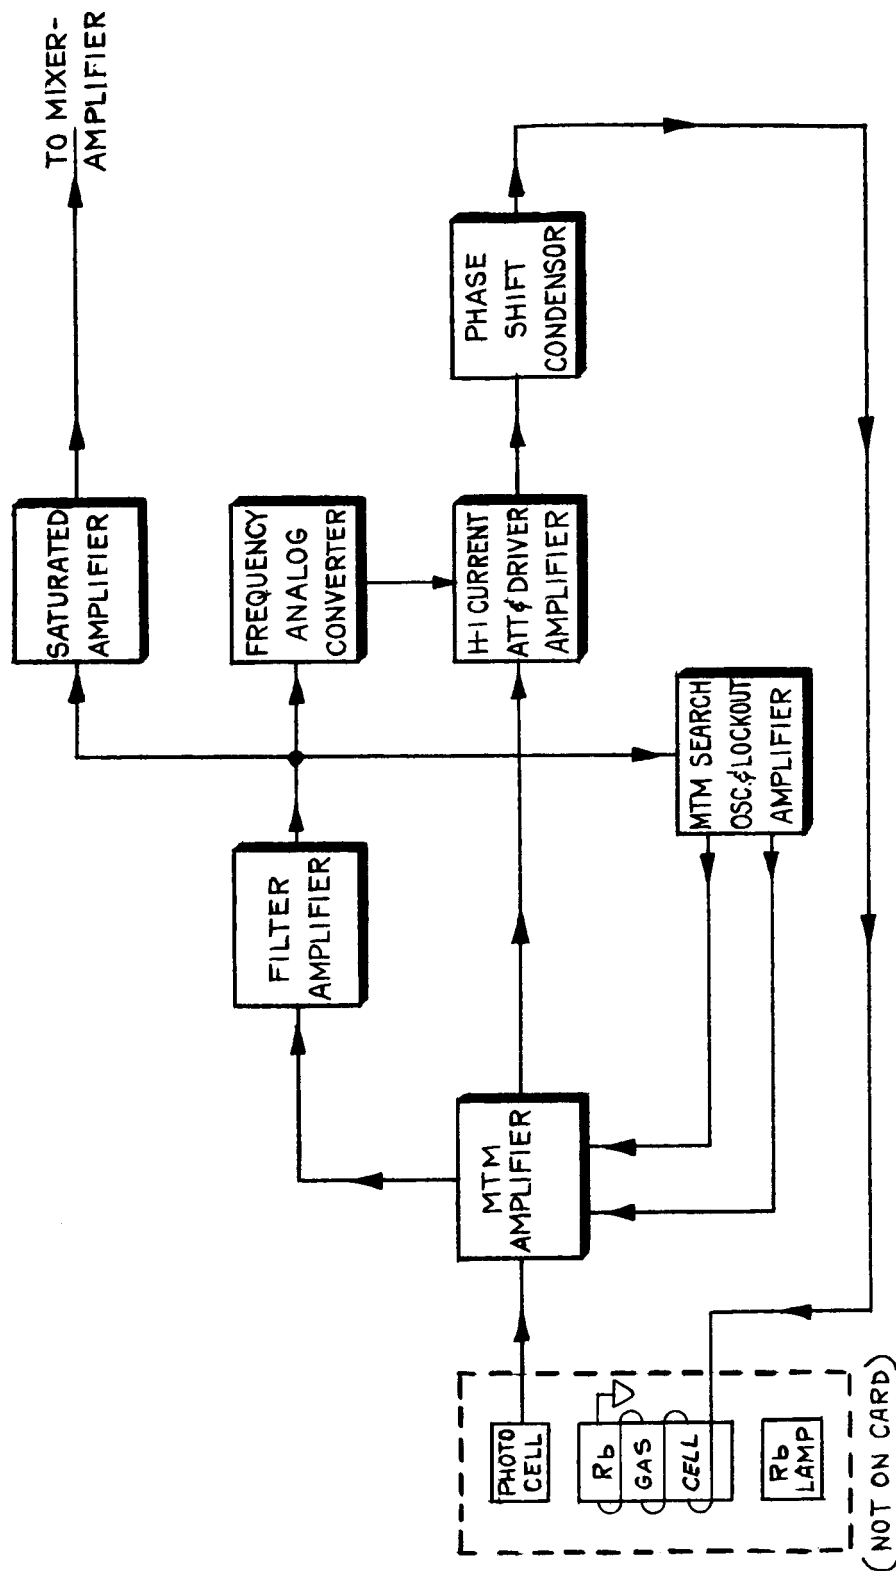 TO MIXER-
AMPLIFIER
SATURATED
AMPLIFIER
FREQUENCY
ANALOG
CONVERTER
FILTER
AMPLIFIER
PHASE
SHIFT
CONDENSOR
H-I CURRENT
ATT & DRIVER
AMPLIFIER
MTM
AMPLIFIER
MTM SEARCH
OSC. & LOCKOUT
AMPLIFIER
PHOTO
CELL
Rb
GAS
CELL
Rb
LAMP
(NOT ON CARD)